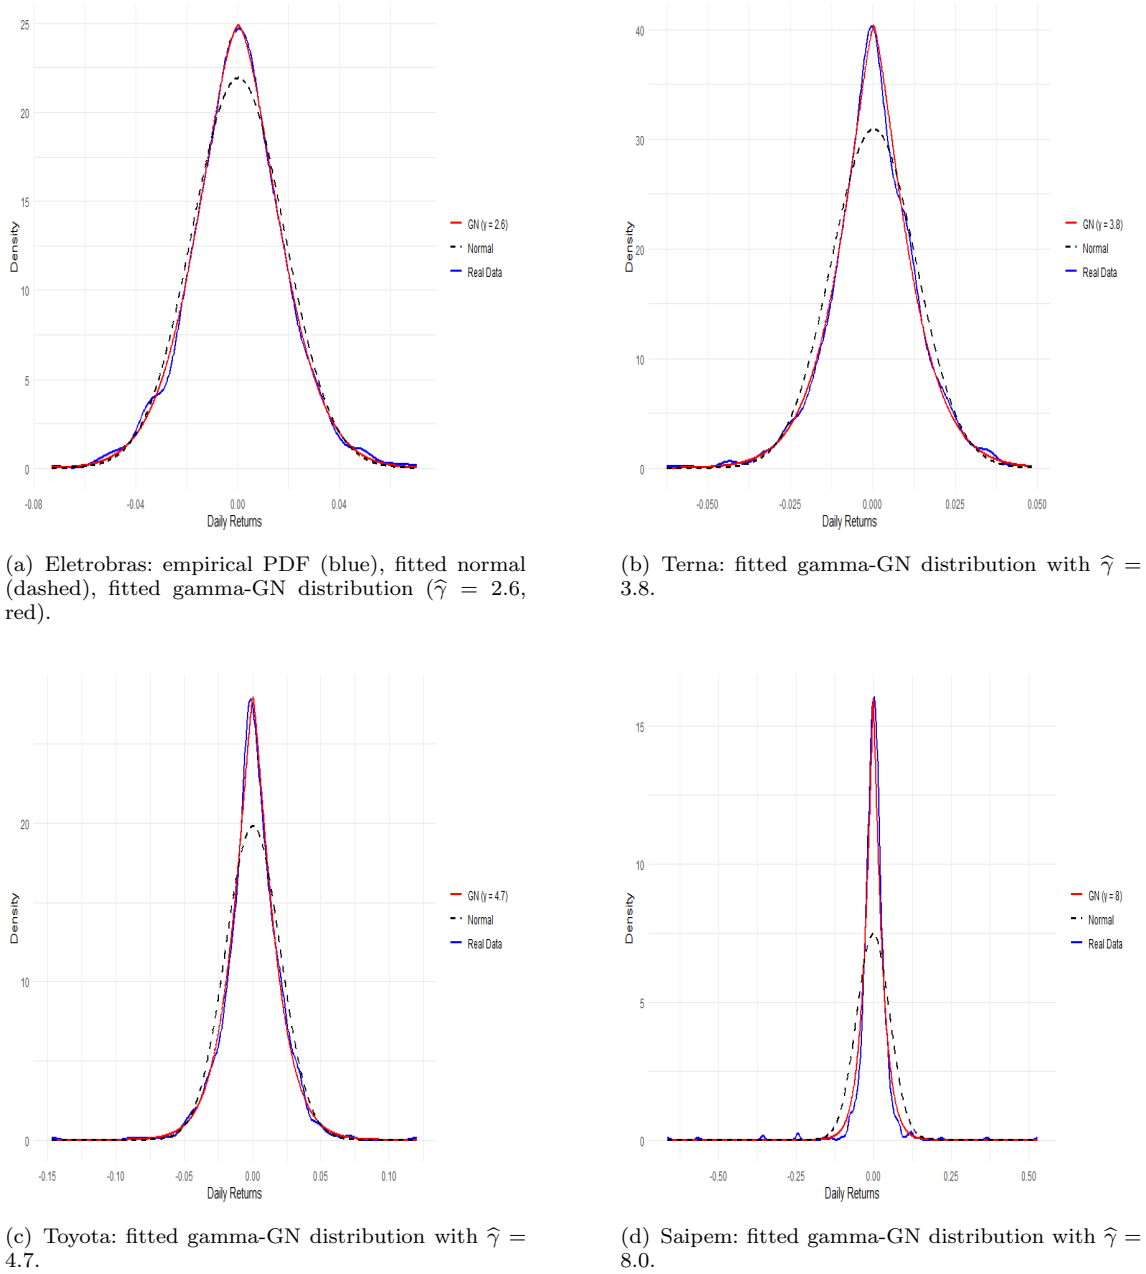 25
20
15
10
5
0
Density
-0.08
-0.04
0.00
0.04
Daily Returns
GN (γ = 2.6)
Normal
Real Data
(a) Eletrobras: empirical PDF (blue), fitted normal
(dashed), fitted gamma-GN distribution (γ̂ = 2.6,
red).
40
30
20
10
0
Density
-0.050
-0.025
0.000
0.025
0.050
Daily Returns
GN (γ = 3.8)
Normal
Real Data
(b) Terna: fitted gamma-GN distribution with γ̂ =
3.8.
20
10
0
Density
-0.15
-0.10
-0.05
0.00
0.05
0.10
Daily Returns
GN (γ = 4.7)
Normal
Real Data
(c) Toyota: fitted gamma-GN distribution with γ̂ =
4.7.
15
10
5
0
Density
-0.50
-0.25
0.00
0.25
0.50
Daily Returns
GN (γ = 8)
Normal
Real Data
(d) Saipem: fitted gamma-GN distribution with γ̂ =
8.0.